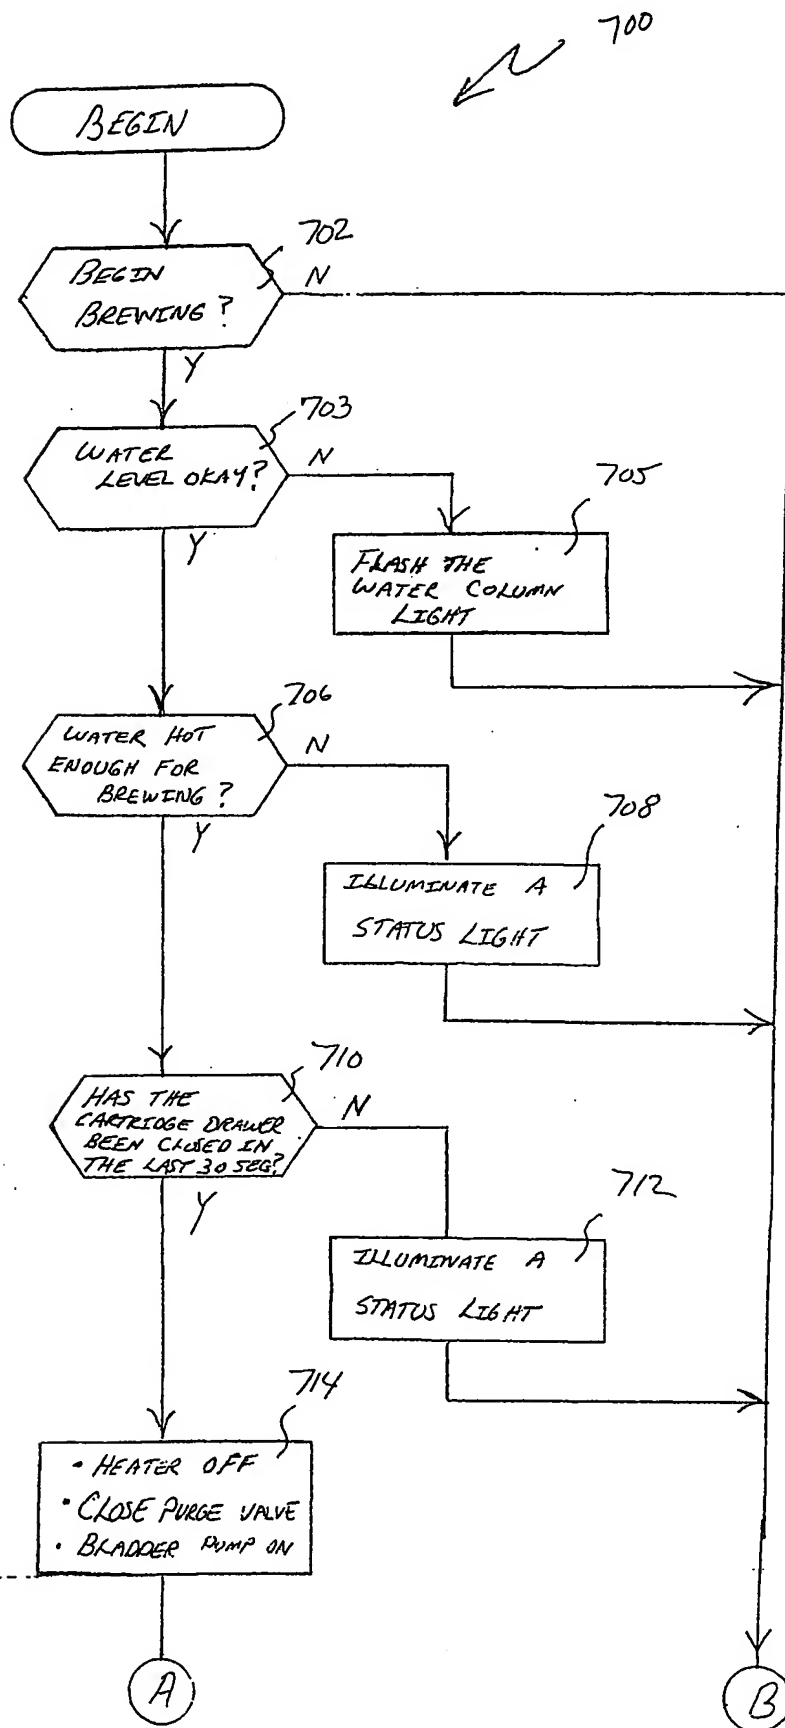 700
BEGIN
702
BEGIN
BREWING?
N
Y
703
WATER
LEVEL OKAY?
N
Y
705
FLASH THE
WATER COLUMN
LIGHT
706
WATER HOT
ENOUGH FOR
BREWING?
N
Y
708
ILLUMINATE A
STATUS LIGHT
710
HAS THE
CARTRIDGE DRAWER
BEEN CLOSED IN
THE LAST 30 SEC?
N
Y
712
ILLUMINATE A
STATUS LIGHT
714
• HEATER OFF
• CLOSE PURGE VALVE
• BLADDER PUMP ON
A
B